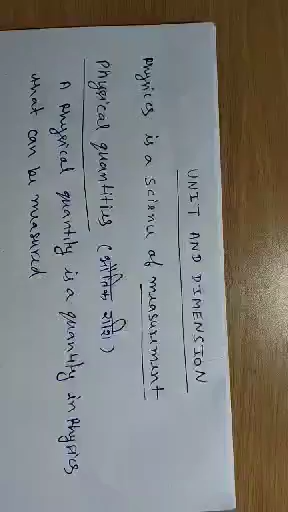 UNIT AND DIMENSION
Physics is a science of measurement
Physical quantities (भौतिक राशि)
A Physical quantity is a quantity in Physics
that can be measured